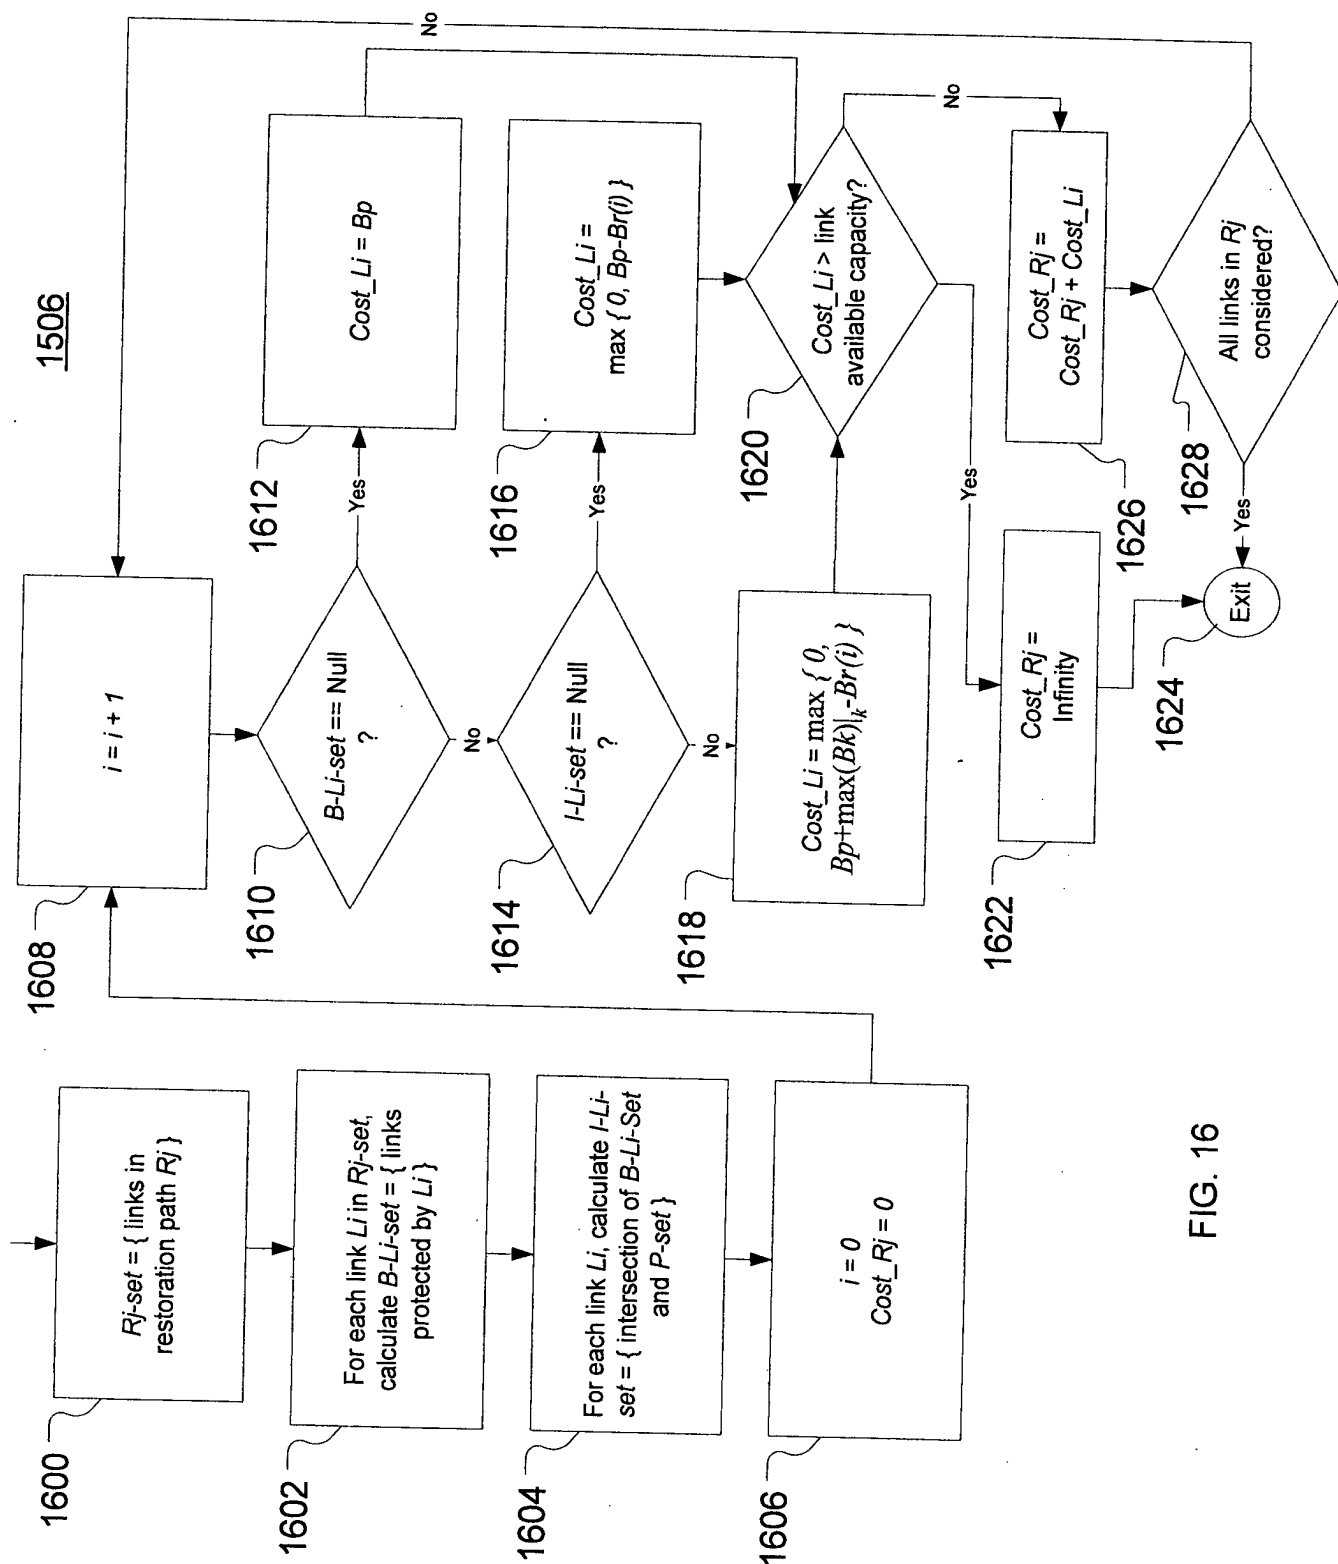 1506
1600
Rj-set = { links in
restoration path Rj }
1602
For each link Li in Rj-set,
calculate B-Li-set = { links
protected by Li }
1604
For each link Li, calculate I-Li-
set = { intersection of B-Li-Set
and P-set }
1606
i = 0
Cost_Rj = 0
1608
i = i + 1
1610
B-Li-set == Null
?
Yes
No
1612
Cost_Li = Bp
1614
I-Li-set == Null
?
Yes
No
1616
Cost_Li =
max { 0, Bp-Br(i) }
1618
Cost_Li = max { 0,
Bp+max(Bk)|k-Br(i) }
1620
Cost_Li > link
available capacity?
Yes
No
1622
Cost_Rj =
Infinity
1624
Exit
1626
Cost_Rj =
Cost_Rj + Cost_Li
1628
All links in Rj
considered?
Yes
No
FIG. 16